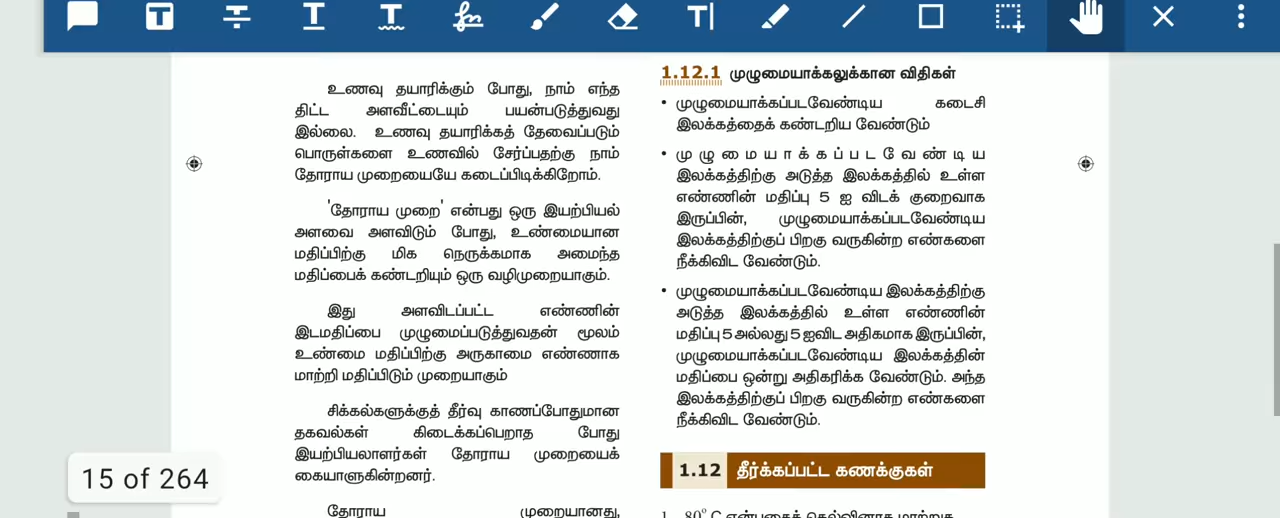 உணவு தயாரிக்கும் போது, நாம் எந்த
திட்ட அளவீட்டையும் பயன்படுத்துவது
இல்லை. உணவு தயாரிக்கத் தேவைப்படும்
பொருள்களை உணவில் சேர்ப்பதற்கு நாம்
தோராய முறையையே கடைப்பிடிக்கிறோம்.
'தோராய முறை' என்பது ஒரு இயற்பியல்
அளவை அளவிடும் போது, உண்மையான
மதிப்பிற்கு மிக நெருக்கமாக அமைந்த
மதிப்பைக் கண்டறியும் ஒரு வழிமுறையாகும்.
இது அளவிடப்பட்ட எண்ணின்
இடமதிப்பை முழுமைப்படுத்துவதன் மூலம்
உண்மை மதிப்பிற்கு அருகாமை எண்ணாக
மாற்றி மதிப்பிடும் முறையாகும்
சிக்கல்களுக்குத் தீர்வு காணப்போதுமான
தகவல்கள் கிடைக்கப்பெறாத போது
இயற்பியலாளர்கள் தோராய முறையைக்
கையாளுகின்றனர்.
தோராய முறையானது,
1.12.1 முழுமையாக்கலுக்கான விதிகள்
• முழுமையாக்கப்படவேண்டிய கடைசி
இலக்கத்தைக் கண்டறிய வேண்டும்
• முழுமையாக்கப்படவேண்டிய
இலக்கத்திற்கு அடுத்த இலக்கத்தில் உள்ள
எண்ணின் மதிப்பு 5 ஐ விடக் குறைவாக
இருப்பின், முழுமையாக்கப்படவேண்டிய
இலக்கத்திற்குப் பிறகு வருகின்ற எண்களை
நீக்கிவிட வேண்டும்.
• முழுமையாக்கப்படவேண்டிய இலக்கத்திற்கு
அடுத்த இலக்கத்தில் உள்ள எண்ணின்
மதிப்பு 5 அல்லது 5 ஐவிட அதிகமாக இருப்பின்,
முழுமையாக்கப்படவேண்டிய இலக்கத்தின்
மதிப்பை ஒன்று அதிகரிக்க வேண்டும். அந்த
இலக்கத்திற்குப் பிறகு வருகின்ற எண்களை
நீக்கிவிட வேண்டும்.
1.12 தீர்க்கப்பட்ட கணக்குகள்
1. 80° C என்பதைக் கெல்வினாக மாற்றுக.
15 of 264